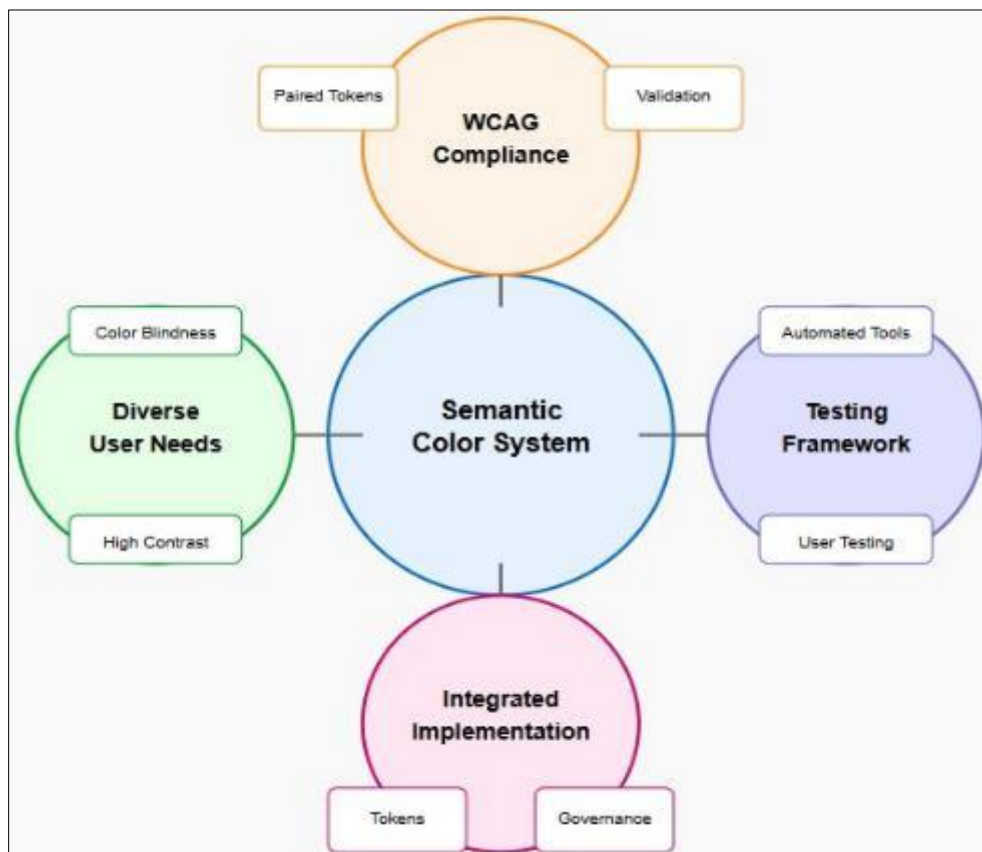 Paired Tokens
Validation
WCAG
Compliance
Color Blindness
Diverse
User Needs
High Contrast
Semantic
Color System
Automated Tools
Testing
Framework
User Testing
Integrated
Implementation
Tokens
Governance